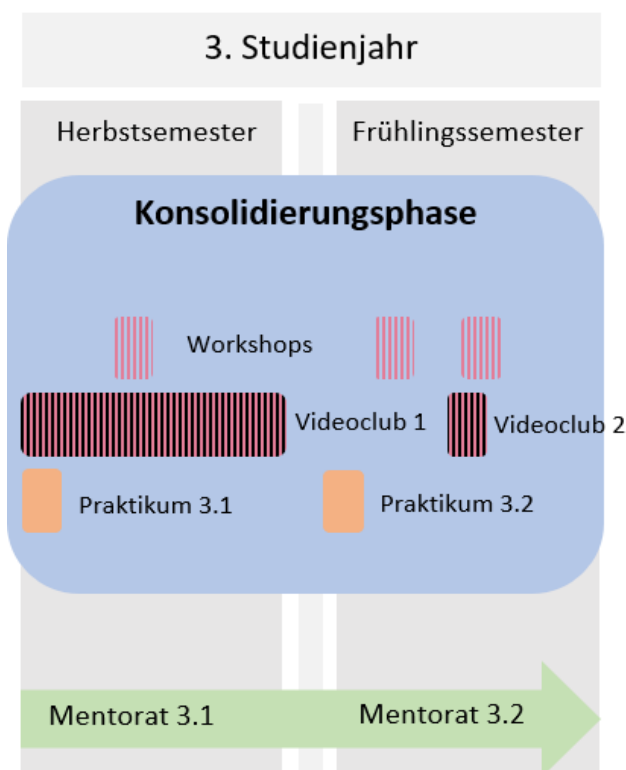 3. Studienjahr
Herbstsemester
Frühlingssemester
Konsolidierungsphase
Workshops
Videoclub 1
Videoclub 2
Praktikum 3.1
Praktikum 3.2
Mentorat 3.1
Mentorat 3.2